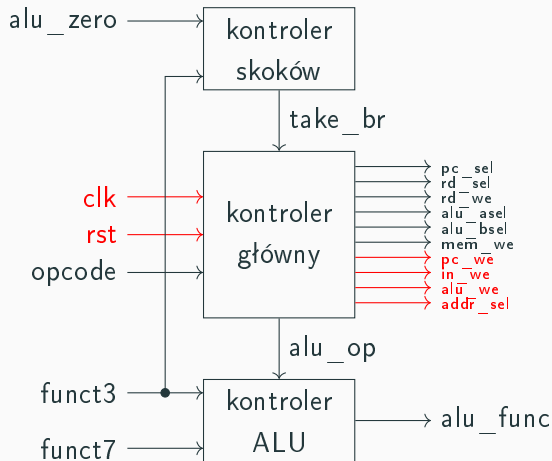 alu_zero
kontroler
skoków
take_br
clk
rst
opcode
kontroler
główny
pc_sel
rd_sel
rd_we
alu_asel
alu_bsel
mem_we
pc_we
in_we
alu_we
addr_sel
alu_op
funct3
funct7
kontroler
ALU
alu_func